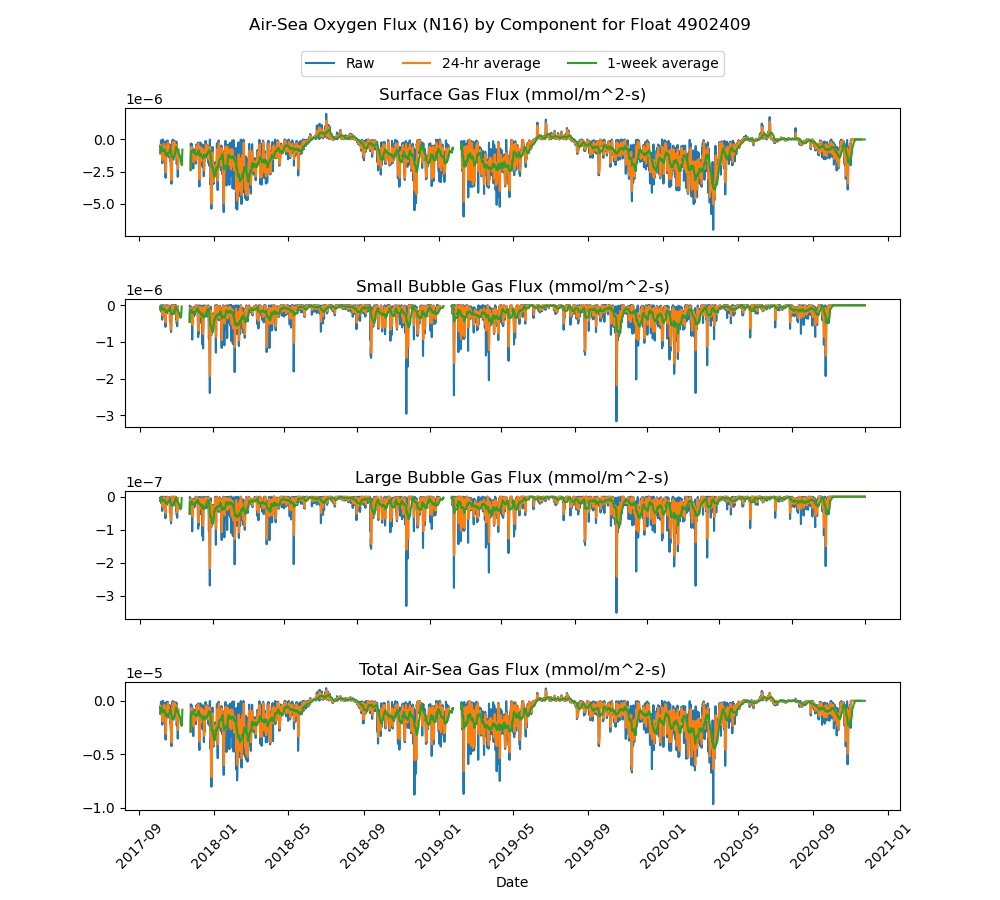 Air-Sea Oxygen Flux (N16) by Component for Float 4902409
Raw 24-hr average 1-week average
1e−6 Surface Gas Flux (mmol/m^2-s)
0.0
−2.5
−5.0
1e−6 Small Bubble Gas Flux (mmol/m^2-s)
0
−1
−2
−3
1e−7 Large Bubble Gas Flux (mmol/m^2-s)
0
−1
−2
−3
1e−5 Total Air-Sea Gas Flux (mmol/m^2-s)
0.0
−0.5
−1.0
2017-09 2018-01 2018-05 2018-09 2019-01 2019-05 2019-09 2020-01 2020-05 2020-09 2021-01
Date